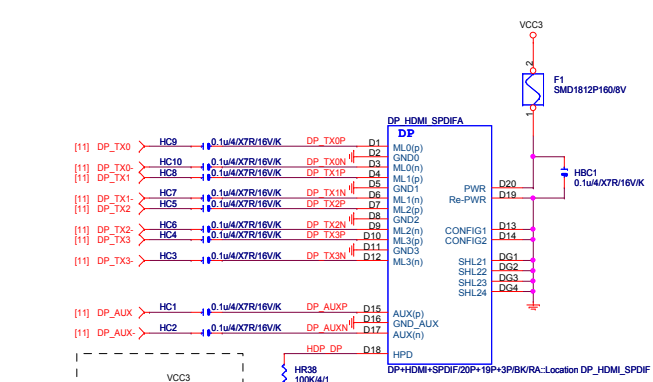 VCC3
2
F1
SMD1812P160/8V
1
DP_HDMI_SPDIFA
DP
[11] DP_TX0 HC9 0.1u/4/X7R/16V/K DP_TX0P D1 ML0(p)
D2 GND0
[11] DP_TX0- HC10 0.1u/4/X7R/16V/K DP_TX0N D3 ML0(n)
[11] DP_TX1 HC8 0.1u/4/X7R/16V/K DP_TX1P D4 ML1(p)
D5 GND1
[11] DP_TX1- HC7 0.1u/4/X7R/16V/K DP_TX1N D6 ML1(n)
[11] DP_TX2 HC5 0.1u/4/X7R/16V/K DP_TX2P D7 ML2(p)
D8 GND2
[11] DP_TX2- HC6 0.1u/4/X7R/16V/K DP_TX2N D9 ML2(n)
[11] DP_TX3 HC4 0.1u/4/X7R/16V/K DP_TX3P D10 ML3(p)
D11 GND3
[11] DP_TX3- HC3 0.1u/4/X7R/16V/K DP_TX3N D12 ML3(n)
PWR D20
Re-PWR D19
HBC1
0.1u/4/X7R/16V/K
CONFIG1 D13
CONFIG2 D14
SHL21 DG1
SHL22 DG2
SHL23 DG3
SHL24 DG4
[11] DP_AUX HC1 0.1u/4/X7R/16V/K DP_AUXP D15 AUX(p)
D16 GND_AUX
[11] DP_AUX- HC2 0.1u/4/X7R/16V/K DP_AUXN D17 AUX(n)
HDP_DP D18 HPD
DP+HDMI+SPDIF/20P+19P+3P/BK/RA::Location DP_HDMI_SPDIF
VCC3
HR38
100K/4/1